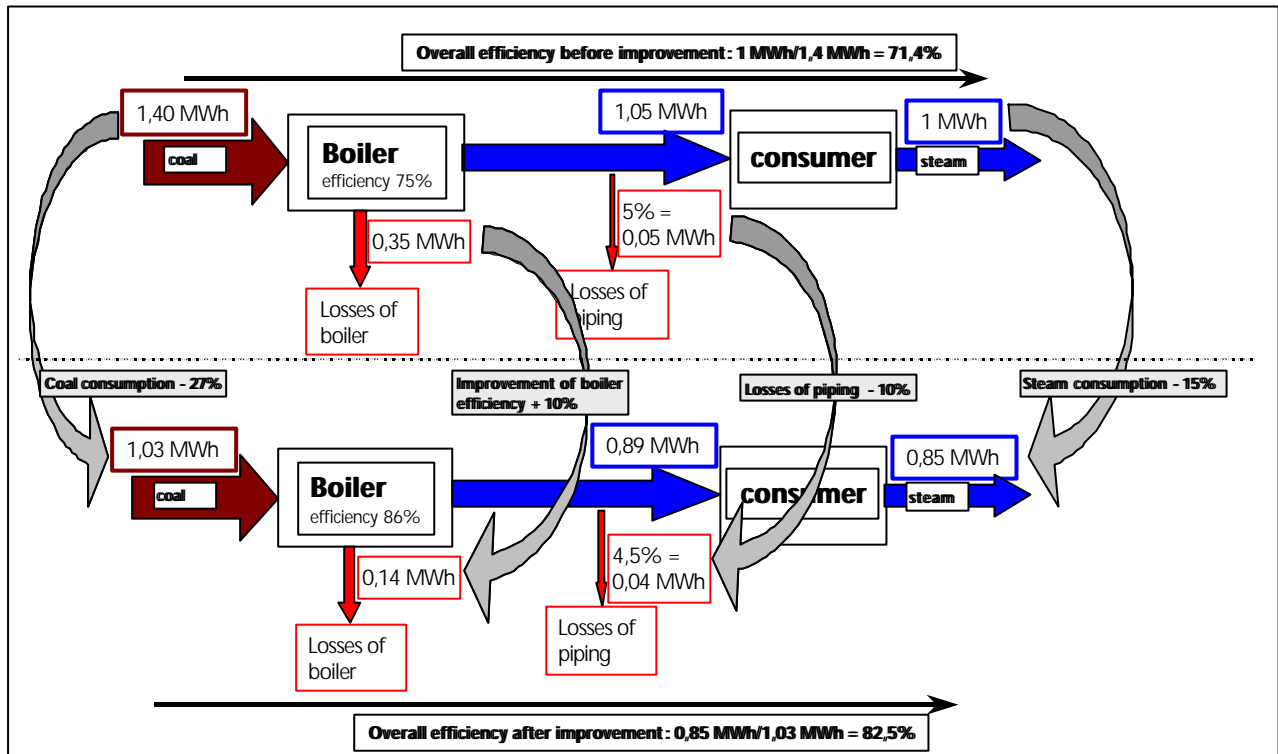 Overall efficiency before improvement: 1 MWh/1,4 MWh = 71,4%
1,40 MWh
1,05 MWh
1 MWh
coal
Boiler
efficiency 75%
consumer
steam
0,35 MWh
5% =
0,05 MWh
Losses of
boiler
Losses of
piping
Coal consumption - 27%
Improvement of boiler
efficiency + 10%
Losses of piping - 10%
Steam consumption - 15%
1,03 MWh
0,89 MWh
0,85 MWh
coal
Boiler
efficiency 86%
consumer
steam
0,14 MWh
4,5% =
0,04 MWh
Losses of
boiler
Losses of
piping
Overall efficiency after improvement: 0,85 MWh/1,03 MWh = 82,5%